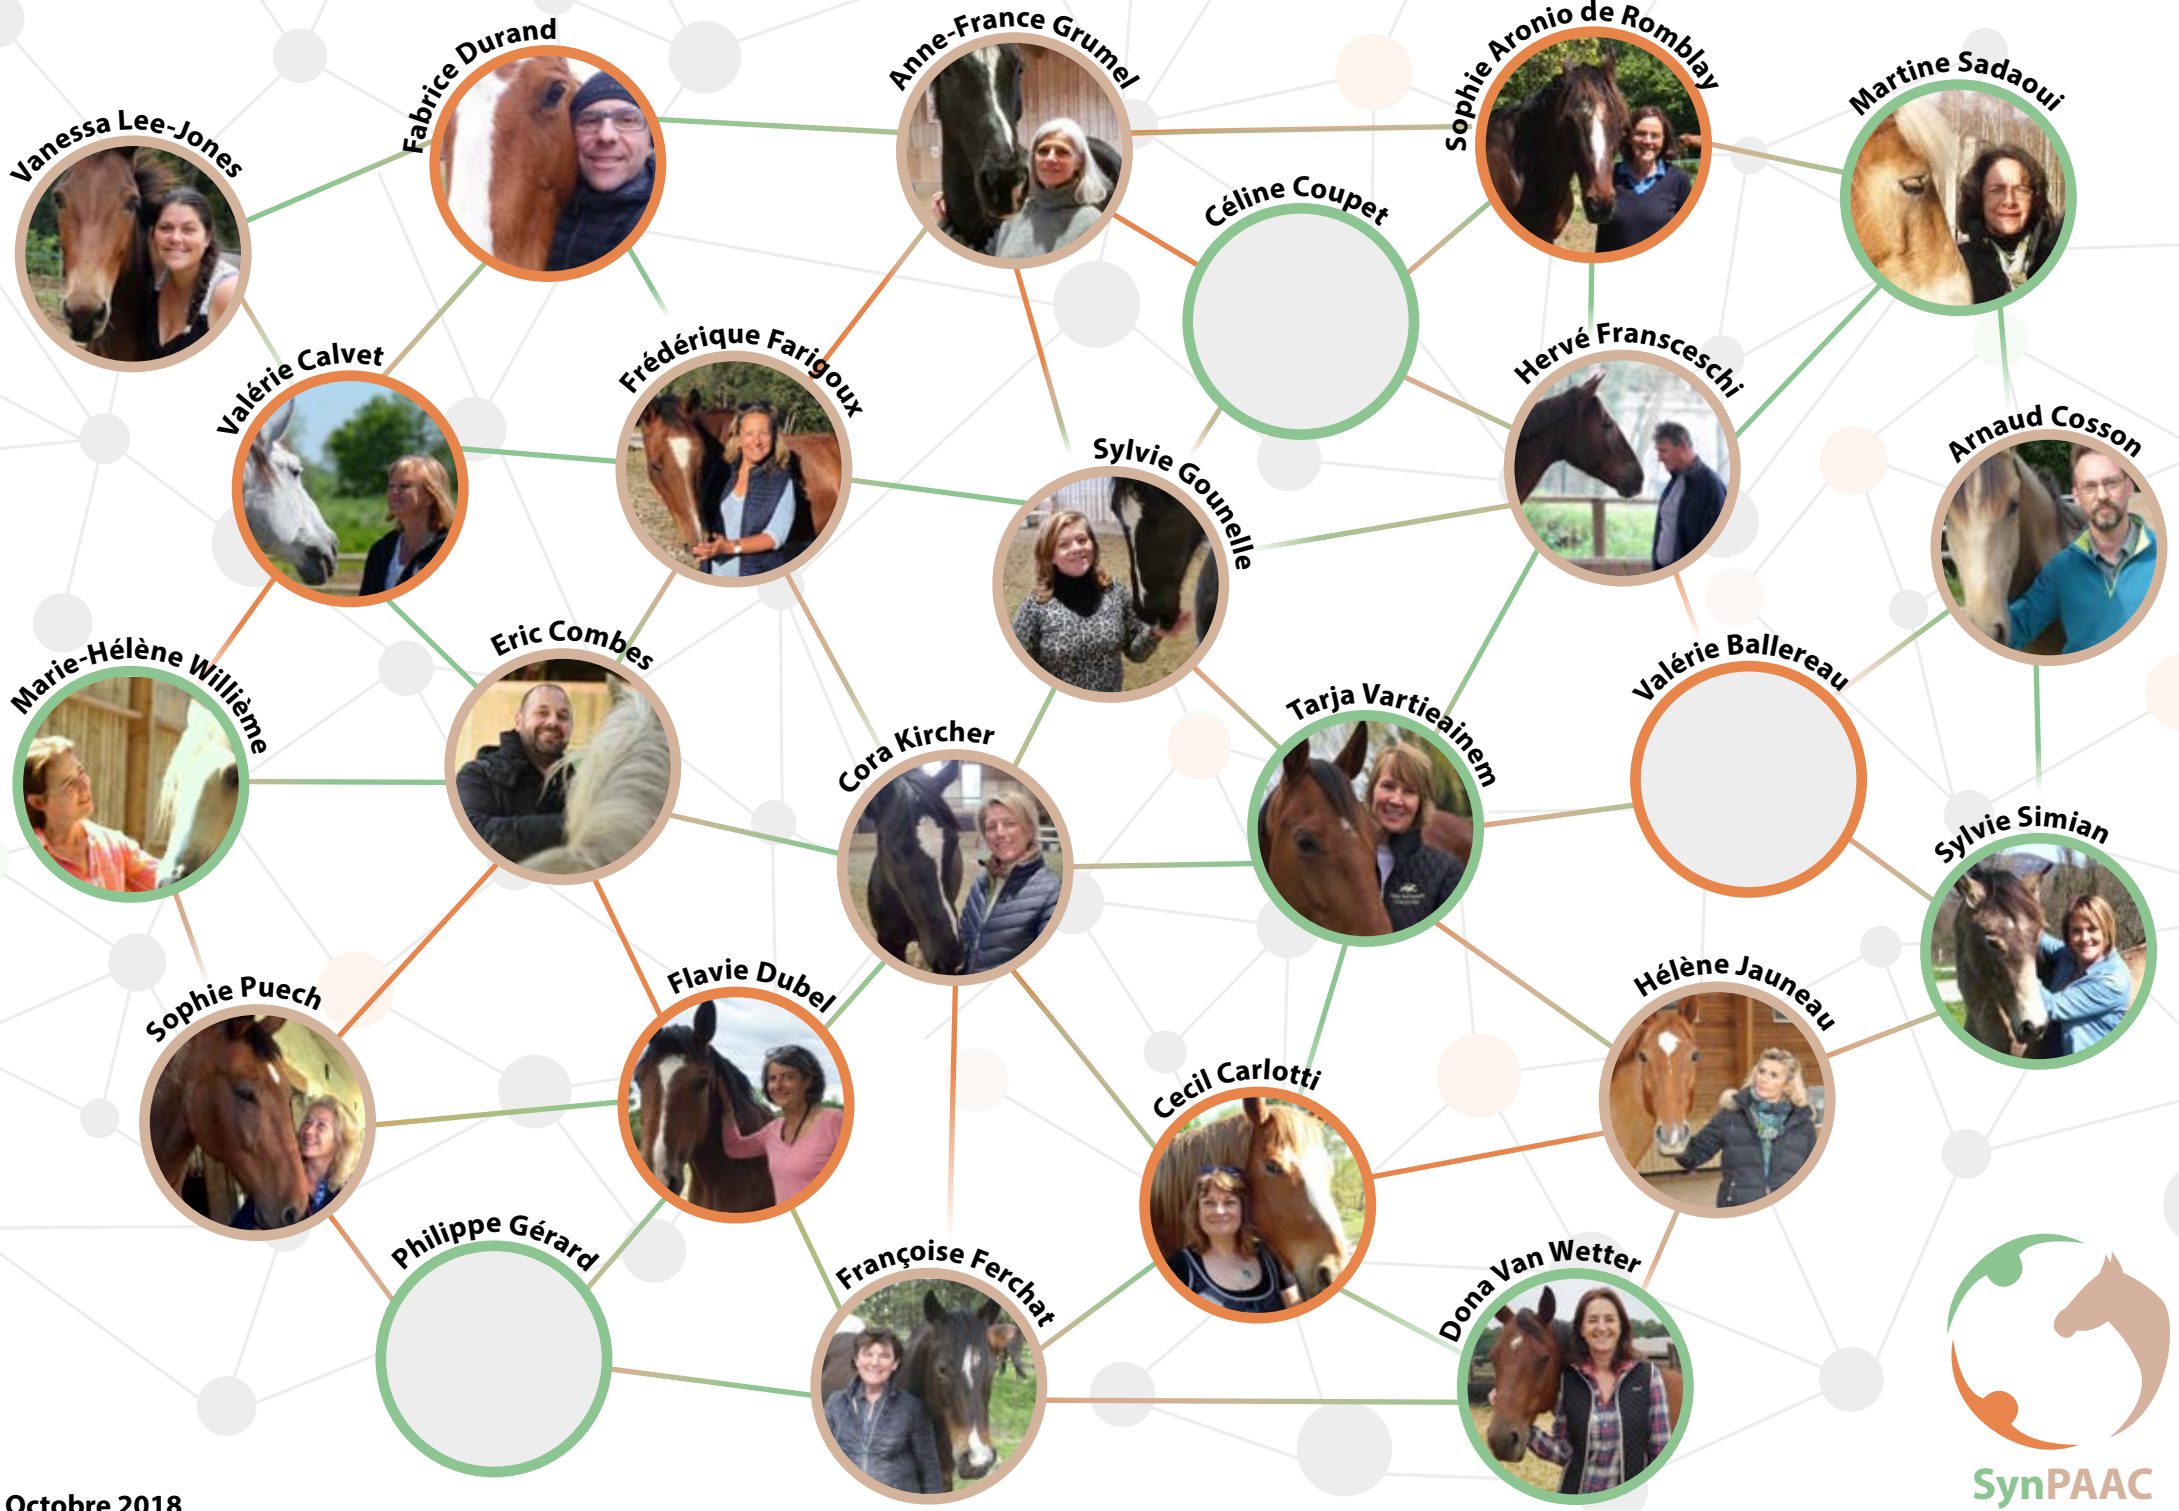 Fabrice Durand
Anne-France Grumel
Sophie Aronio de Romblay
Martine Sadaoui
Vanessa Lee-Jones
Céline Coupet
Valérie Calvet
Frédérique Farigoux
Hervé Fransceschi
Sylvie Gounelle
Arnaud Cosson
Marie-Hélène Willième
Eric Combes
Cora Kircher
Tarja Vartieainem
Valérie Ballereau
Sylvie Simian
Sophie Puech
Flavie Dubel
Hélène Jauneau
Cecil Carlotti
Philippe Gérard
Françoise Ferchat
Dona Van Wetter
SynPAAC
Octobre 2018